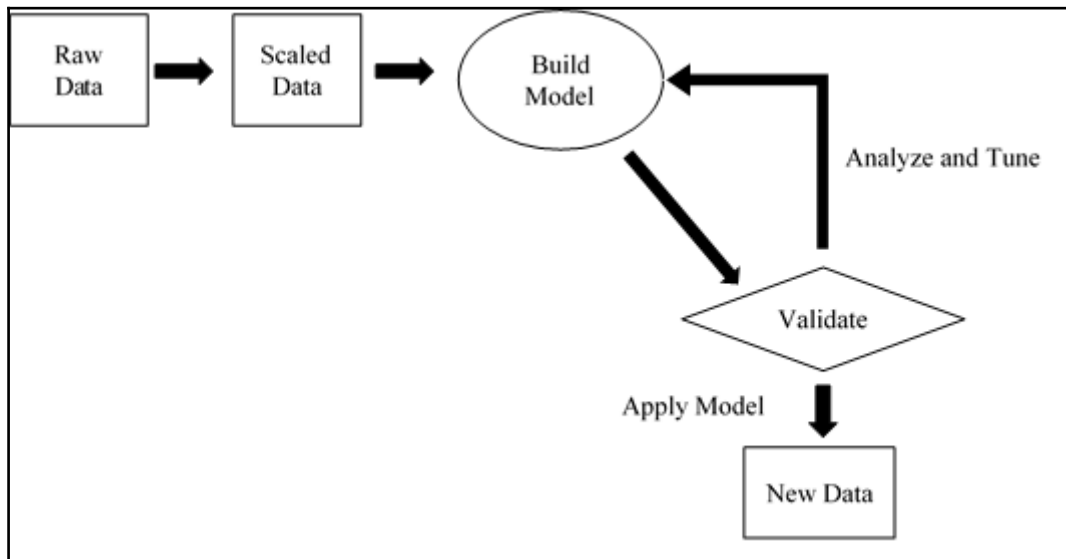 Raw
Data
Scaled
Data
Build
Model
Analyze and Tune
Validate
Apply Model
New Data